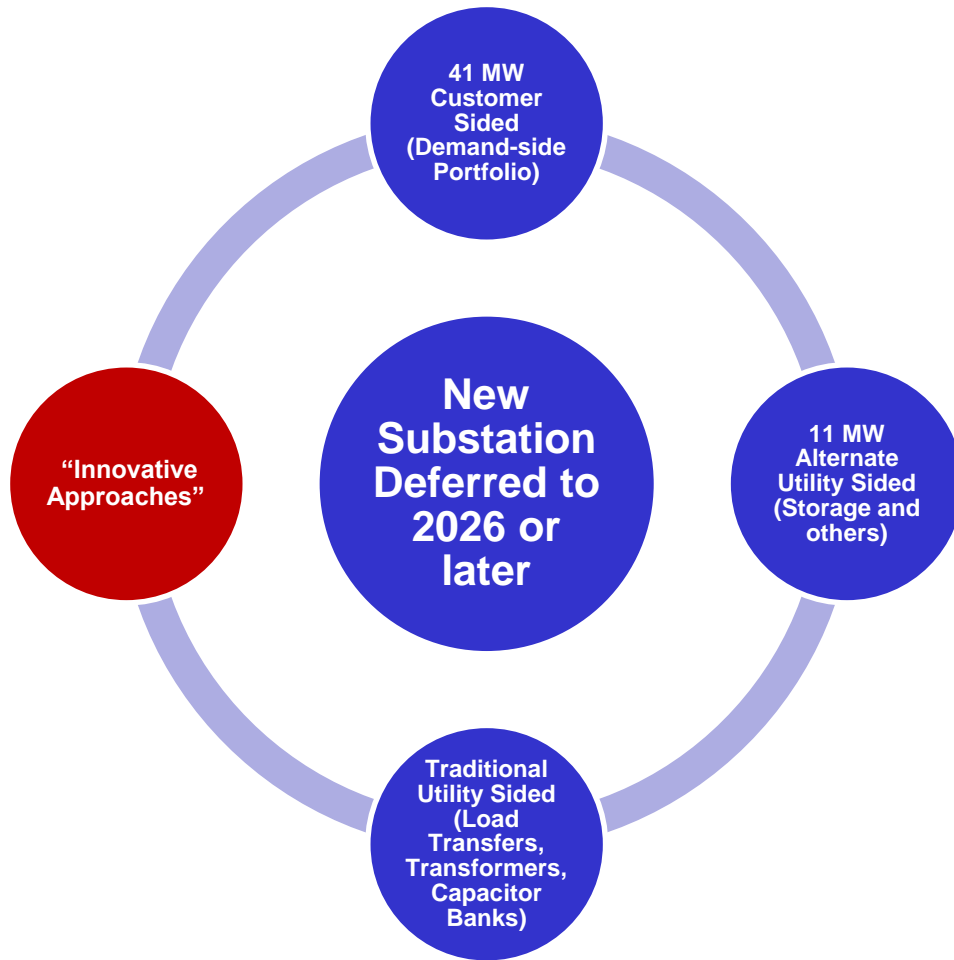 41 MW
Customer
Sided
(Demand-side
Portfolio)
New
Substation
Deferred to
2026 or
later
“Innovative
Approaches”
11 MW
Alternate
Utility Sided
(Storage and
others)
Traditional
Utility Sided
(Load
Transfers,
Transformers,
Capacitor
Banks)